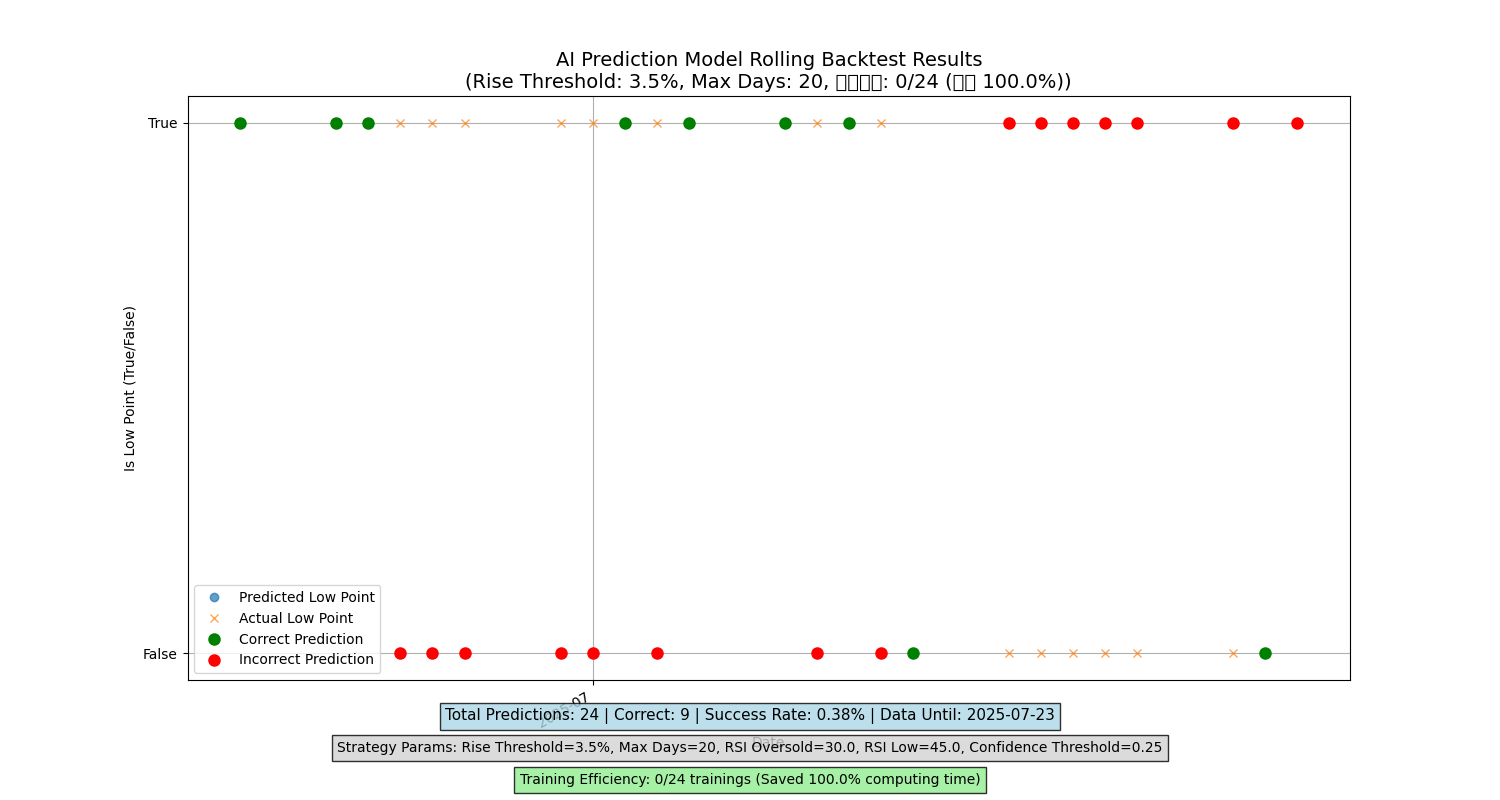 AI Prediction Model Rolling Backtest Results
(Rise Threshold: 3.5%, Max Days: 20, : 0/24 ( 100.0%))
True
Is Low Point (True/False)
Predicted Low Point
Actual Low Point
Correct Prediction
Incorrect Prediction
False
2025-07
Total Predictions: 24 | Correct: 9 | Success Rate: 0.38% | Data Until: 2025-07-23
Date
Strategy Params: Rise Threshold=3.5%, Max Days=20, RSI Oversold=30.0, RSI Low=45.0, Confidence Threshold=0.25
Training Efficiency: 0/24 trainings (Saved 100.0% computing time)